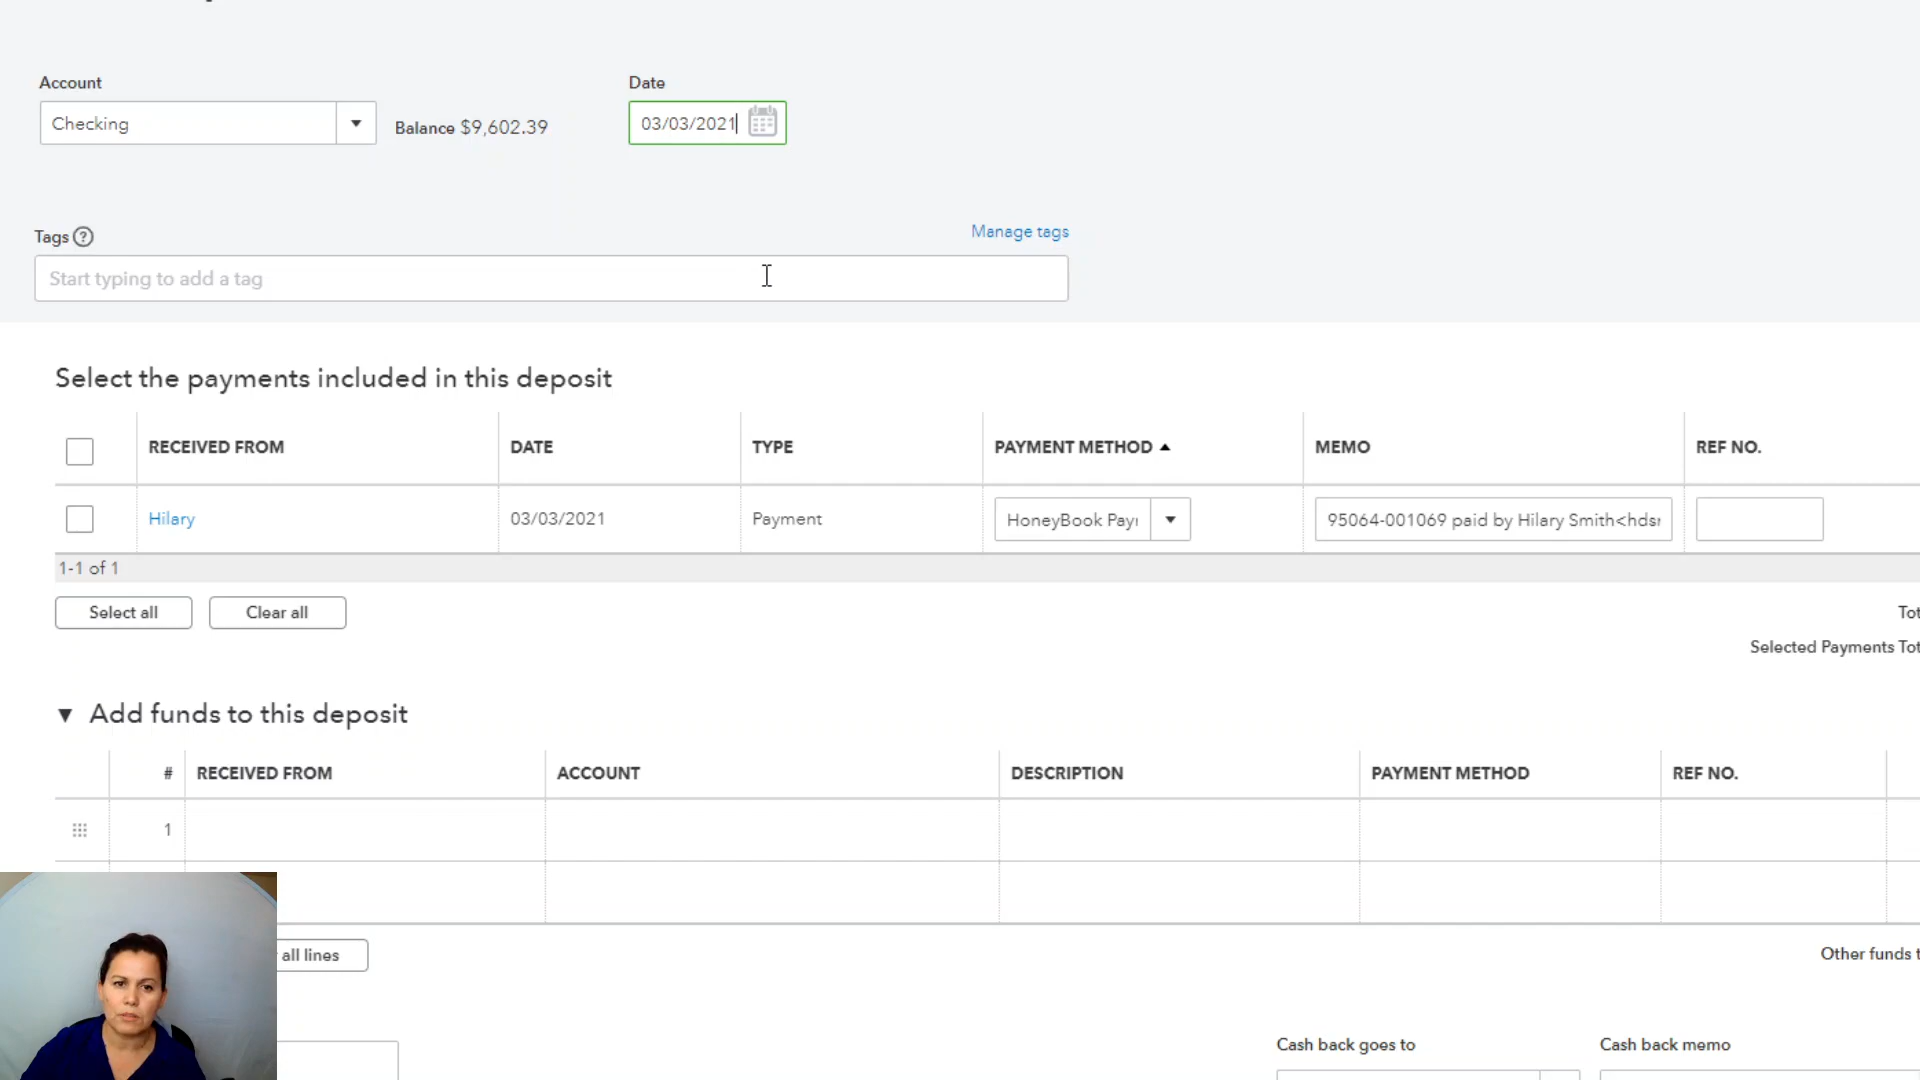 Account
Date
Checking
Balance $9,602.39
03/03/2021
Tags ?
Manage tags
Start typing to add a tag
Select the payments included in this deposit
RECEIVED FROM DATE TYPE PAYMENT METHOD MEMO REF NO.
Hilary 03/03/2021 Payment HoneyBook Payı 95064-001069 paid by Hilary Smith<hdsı
1-1 of 1
Select all Clear all
Tot
Selected Payments Tot
Add funds to this deposit
# RECEIVED FROM ACCOUNT DESCRIPTION PAYMENT METHOD REF NO.
1
all lines
Other funds t
Cash back goes to Cash back memo